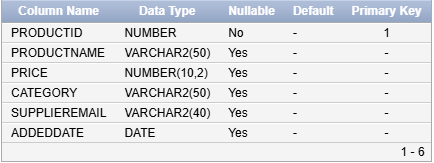 Column Name Data Type Nullable Default Primary Key
PRODUCTID NUMBER No - 1
PRODUCTNAME VARCHAR2(50) Yes - -
PRICE NUMBER(10,2) Yes - -
CATEGORY VARCHAR2(50) Yes - -
SUPPLIEREMAIL VARCHAR2(40) Yes - -
ADDEDDATE DATE Yes - -
1 - 6